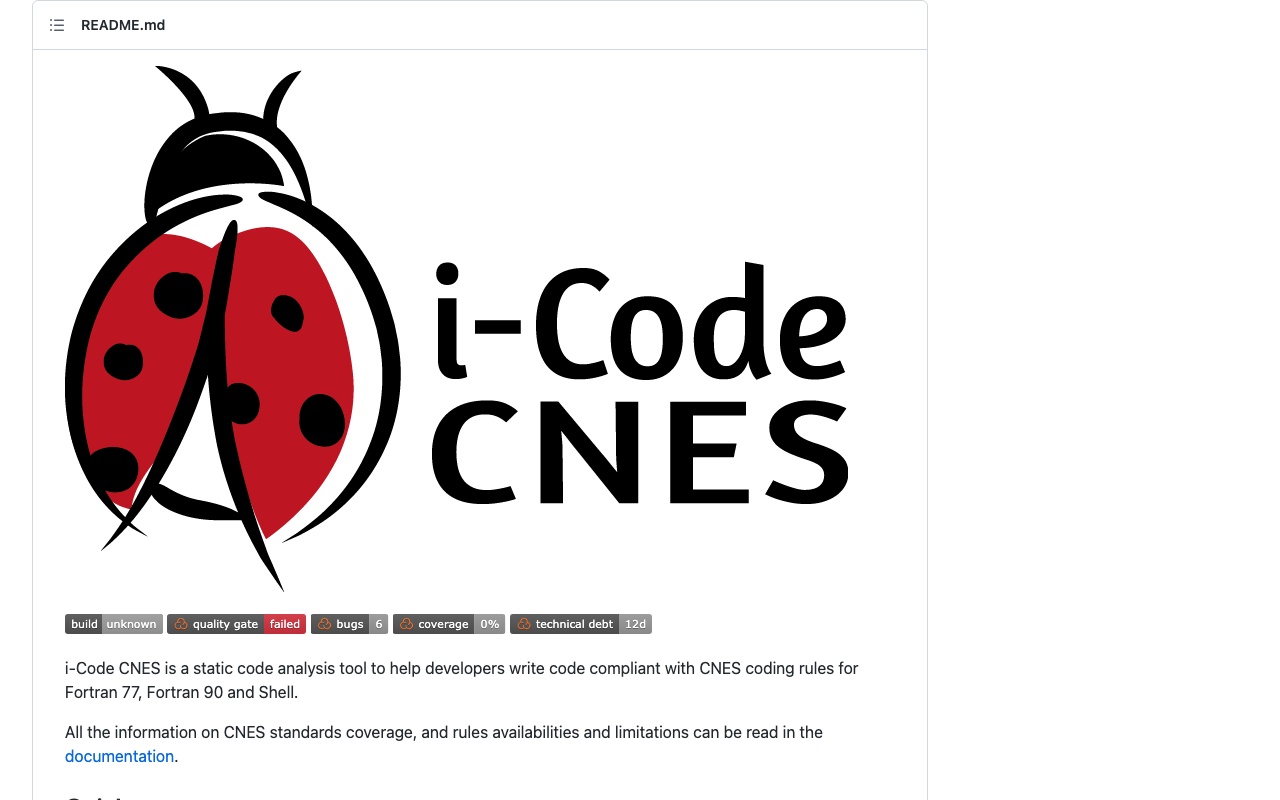 README.md
i-Code
CNES
build unknown quality gate failed bugs 6 coverage 0% technical debt 12d
i-Code CNES is a static code analysis tool to help developers write code compliant with CNES coding rules for
Fortran 77, Fortran 90 and Shell.
All the information on CNES standards coverage, and rules availabilities and limitations can be read in the
documentation.